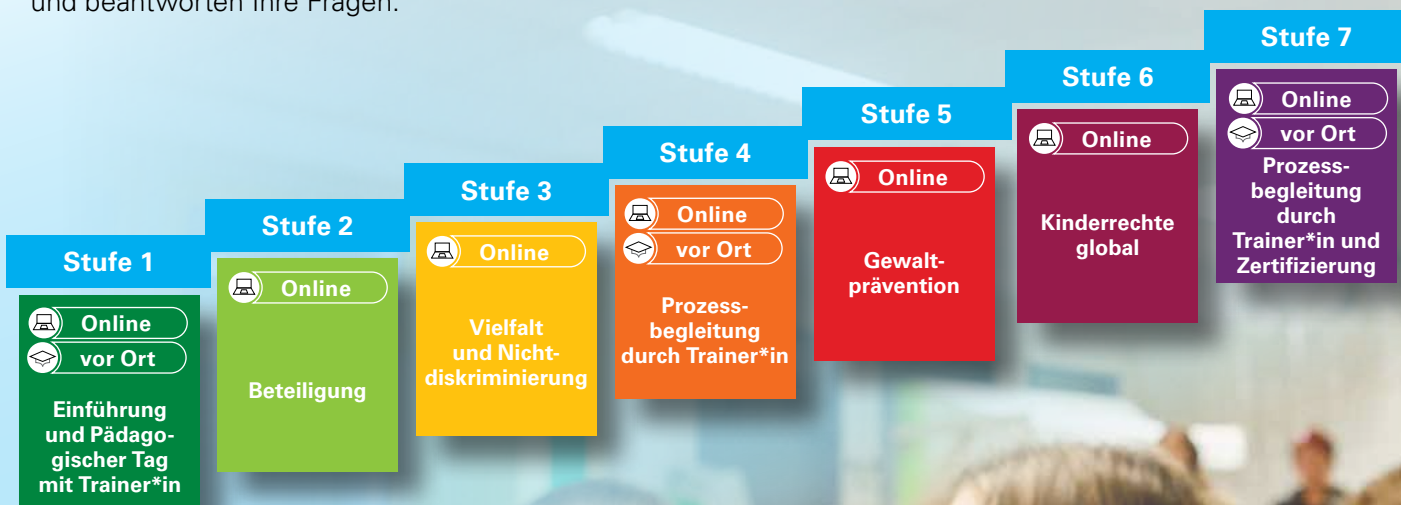 und beantworten Ihre Fragen.
Stufe 1
Online
vor Ort
Einführung
und Pädago-
gischer Tag
mit Trainer*in
Stufe 2
Online
Beteiligung
Stufe 3
Online
Vielfalt
und Nicht-
diskriminierung
Stufe 4
Online
vor Ort
Prozess-
begleitung
durch Trainer*in
Stufe 5
Online
Gewalt-
prävention
Stufe 6
Online
Kinderrechte
global
Stufe 7
Online
vor Ort
Prozess-
begleitung
durch
Trainer*in und
Zertifizierung